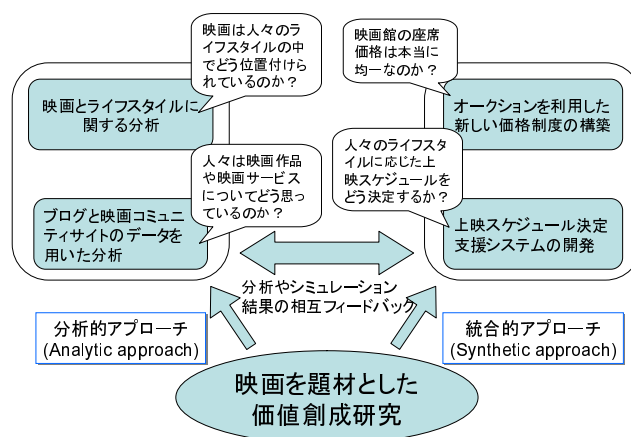 映画は人々のラ
イフスタイルの中
でどう位置付けら
れているのか？
映画とライフスタイルに
関する分析
人々は映画作品
や映画サービス
についてどう思っ
ているのか？
ブログと映画コミュニ
ティサイトのデータを
用いた分析
映画館の座席
価格は本当に
均一なのか？
オークションを利用した
新しい価格制度の構築
人々のライフスタ
イルに応じた上
映スケジュールを
どう決定するか？
上映スケジュール決定
支援システムの開発
分析やシミュレーション
結果の相互フィードバック
分析的アプローチ
(Analytic approach)
統合的アプローチ
(Synthetic approach)
映画を題材とした
価値創成研究